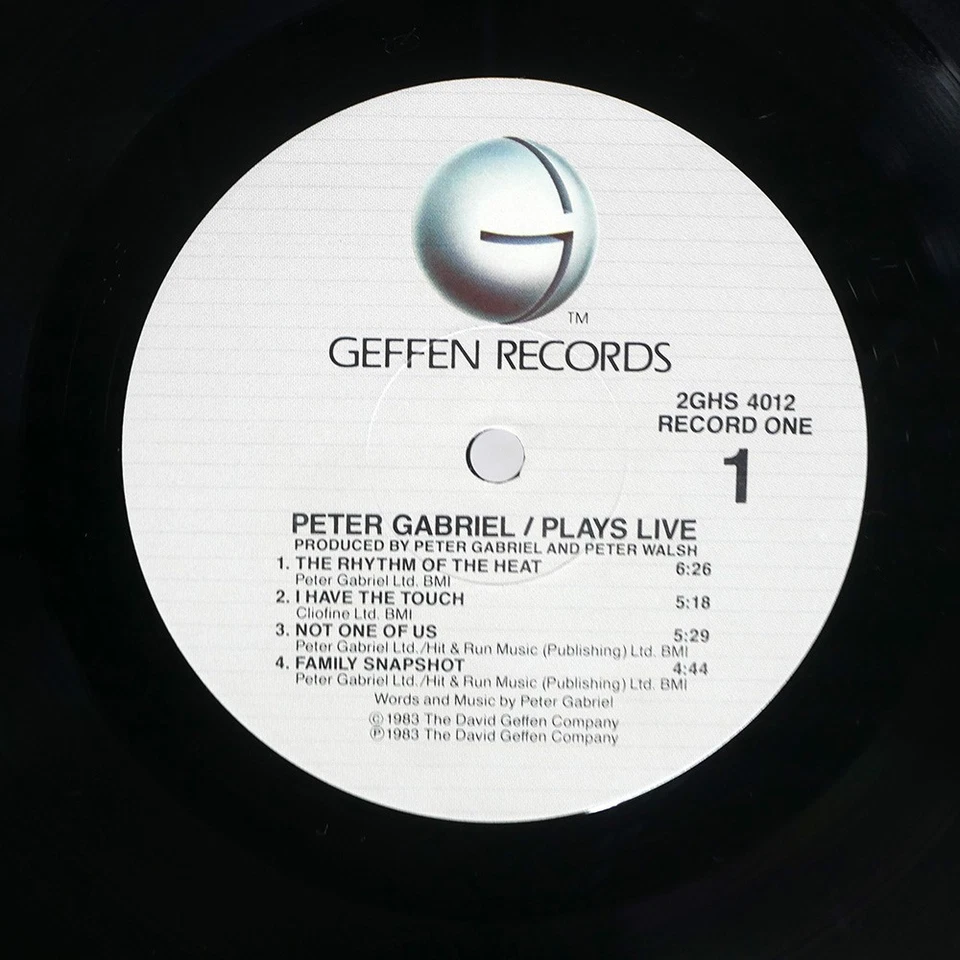 TM
GEFFEN RECORDS
2GHS 4012
RECORD ONE
1
PETER GABRIEL / PLAYS LIVE
PRODUCED BY PETER GABRIEL AND PETER WALSH
1. THE RHYTHM OF THE HEAT 6:26
Peter Gabriel Ltd. BMI
2. I HAVE THE TOUCH 5:18
Cliofine Ltd. BMI
3. NOT ONE OF US 5:29
Peter Gabriel Ltd./Hit & Run Music (Publishing) Ltd. BMI
4. FAMILY SNAPSHOT 4:44
Peter Gabriel Ltd./Hit & Run Music (Publishing) Ltd. BMI
Words and Music by Peter Gabriel
Ⓒ 1983 The David Geffen Company
Ⓟ 1983 The David Geffen Company